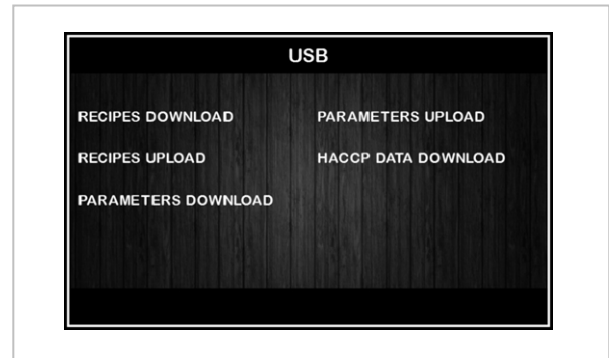 USB
RECIPES DOWNLOAD
RECIPES UPLOAD
PARAMETERS DOWNLOAD
PARAMETERS UPLOAD
HACCP DATA DOWNLOAD